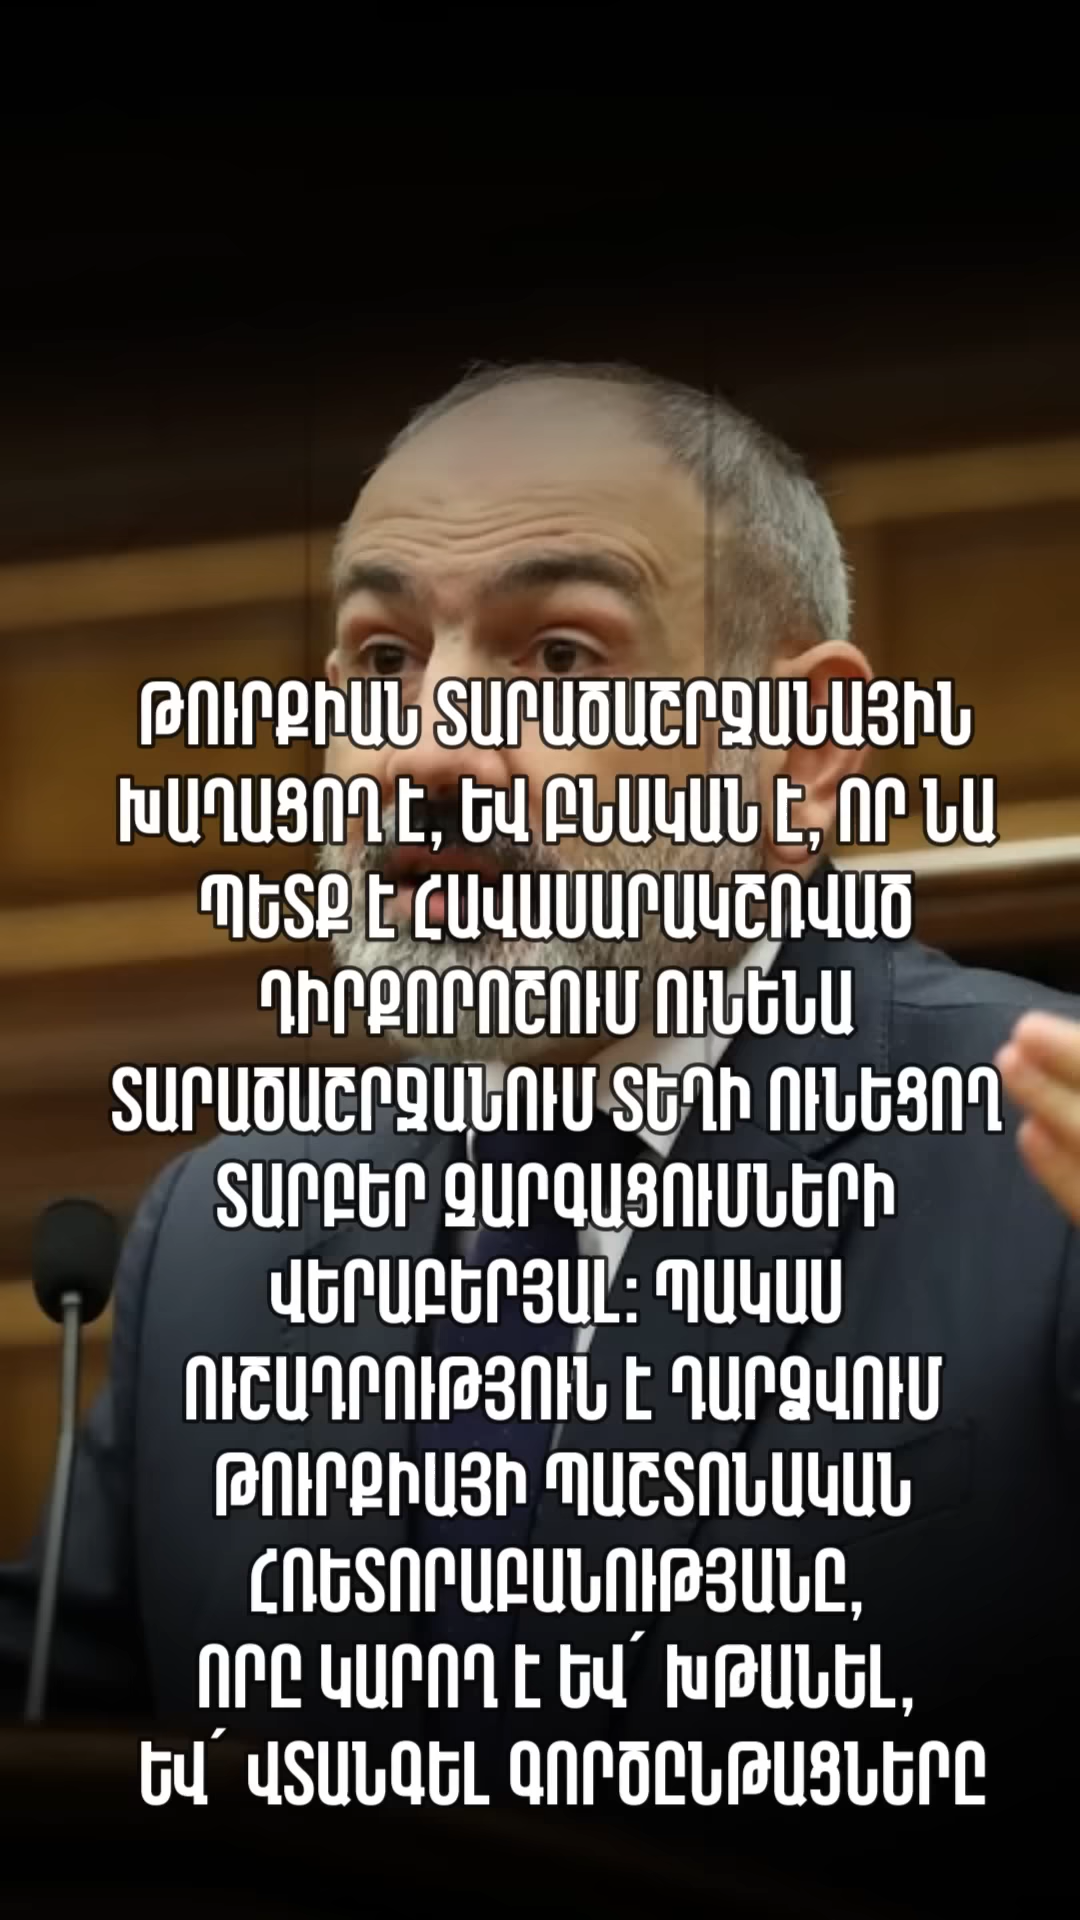 ԹՈՒՐՔԻԱՆ ՏԱՐԱԾԱՇՐՋԱՆԱՅԻՆ
ԽԱՂԱՑՈՂ Է, ԵՎ ԲՆԱԿԱՆ Է, ՈՐ ՆԱ
ՊԵՏՔ Է ՀԱՎԱՍԱՐԱԿՇՌՎԱԾ
ԴԻՐՔՈՐՈՇՈՒՄ ՈՒՆԵՆԱ
ՏԱՐԱԾԱՇՐՋԱՆՈՒՄ ՏԵՂԻ ՈՒՆԵՑՈՂ
ՏԱՐԲԵՐ ԶԱՐԳԱՑՈՒՄՆԵՐԻ
ՎԵՐԱԲԵՐՅԱԼ: ՊԱԿԱՍ
ՈՒՇԱԴՐՈՒԹՅՈՒՆ Է ԴԱՐՁՎՈՒՄ
ԹՈՒՐՔԻԱՅԻ ՊԱՇՏՈՆԱԿԱՆ
ՀՌԵՏՈՐԱԲԱՆՈՒԹՅԱՆԸ,
ՈՐԸ ԿԱՐՈՂ Է ԵՎ՛ ԽԹԱՆԵԼ,
ԵՎ՛ ՎՏԱՆԳԵԼ ԳՈՐԾԸՆԹԱՑՆԵՐԸ